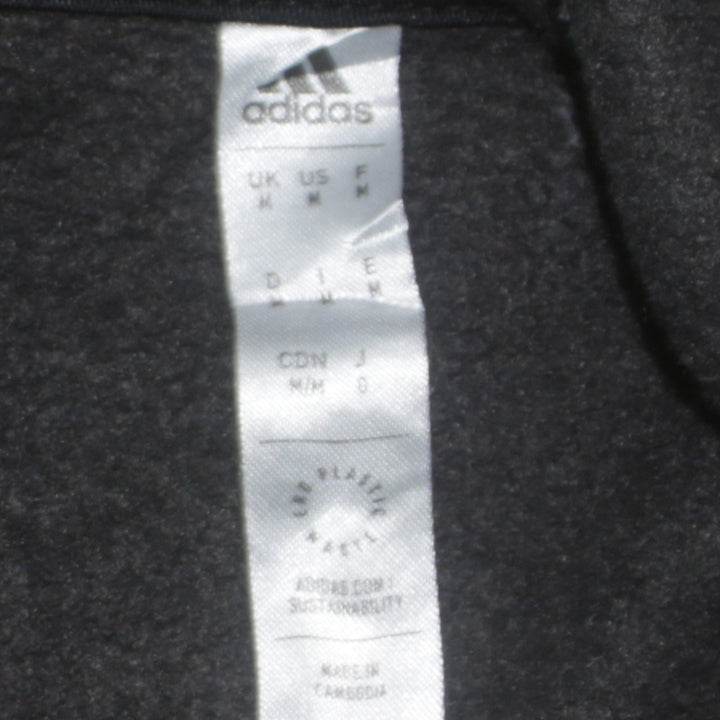 adidas
UK US F
M M M
D I E
M M M
CDN J
M/M O
END PLASTIC WASTE
ADIDAS.COM/
SUSTAINABILITY
MADE IN
CAMBODIA